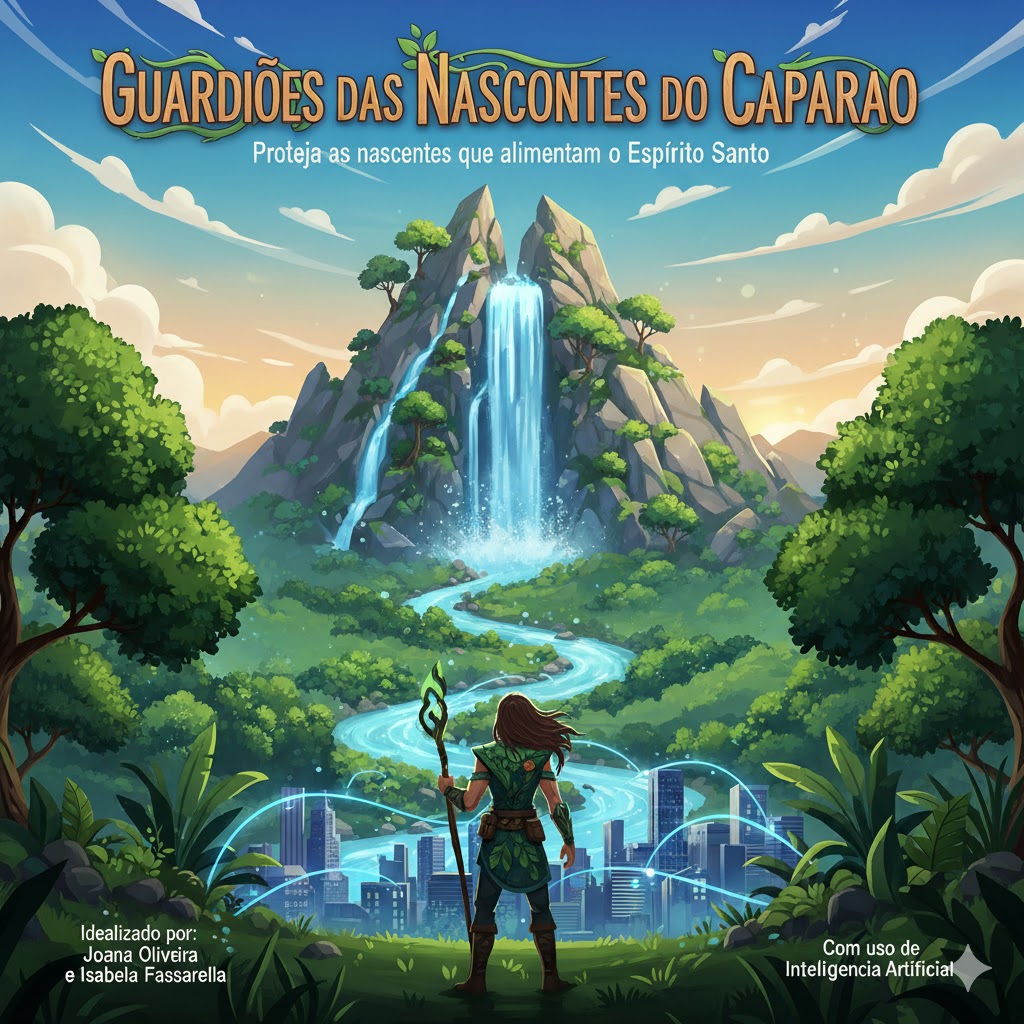 GUARDIÕES DAS NASCONTES DO CAPARAO
Proteja as nascentes que alimentam o Espírito Santo
Idealizado por:
Joana Oliveira
e Isabela Fassarella
Com uso de
Inteligencia Artificial